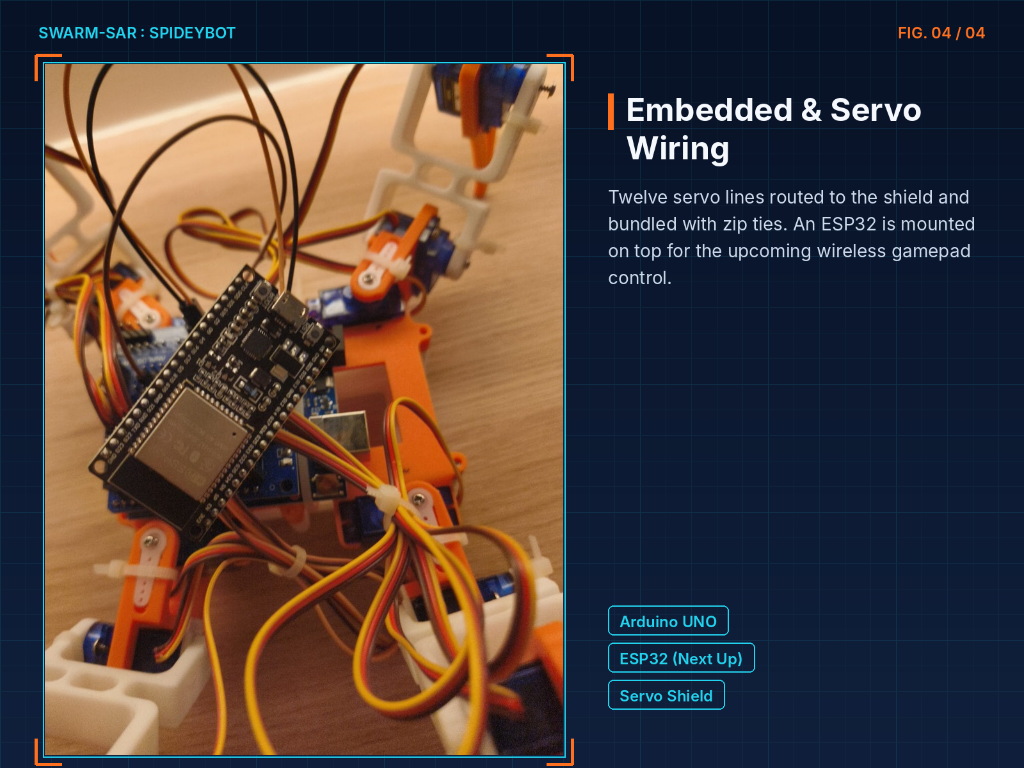 SWARM-SAR : SPIDEYBOT
FIG. 04 / 04
Embedded & Servo
Wiring
Twelve servo lines routed to the shield and
bundled with zip ties. An ESP32 is mounted
on top for the upcoming wireless gamepad
control.
Arduino UNO
ESP32 (Next Up)
Servo Shield